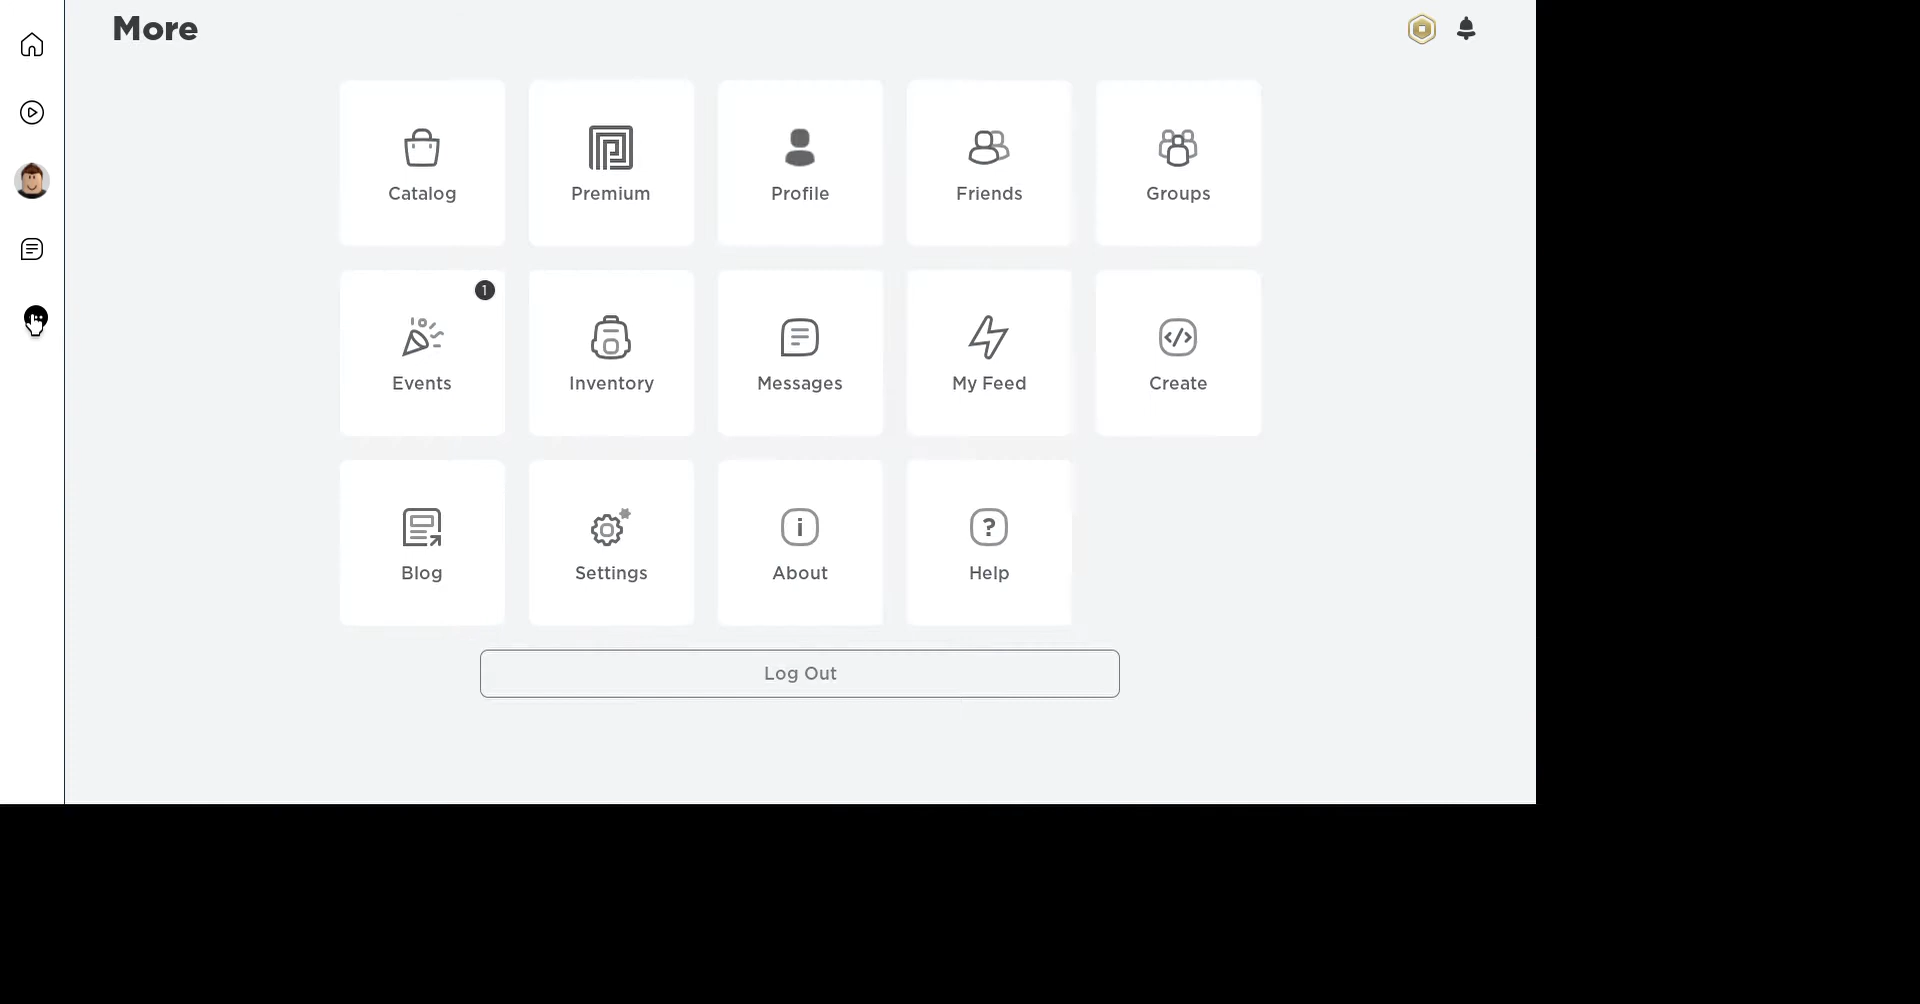 More
Catalog
Premium
Profile
Friends
Groups
1
Events
Inventory
Messages
My Feed
Create
Blog
Settings
About
Help
Log Out